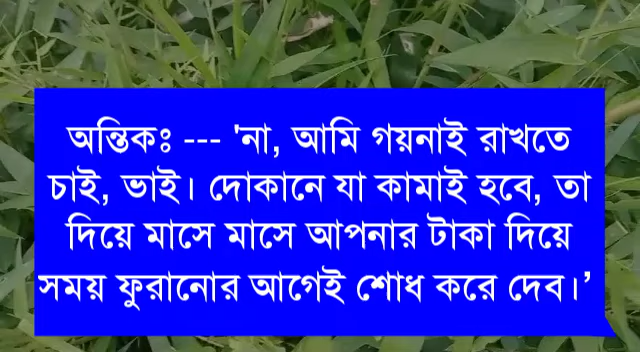 অন্তিকঃ --- 'না, আমি গয়নাই রাখতে
চাই, ভাই। দোকানে যা কামাই হবে, তা
দিয়ে মাসে মাসে আপনার টাকা দিয়ে
সময় ফুরানোর আগেই শোধ করে দেব।’